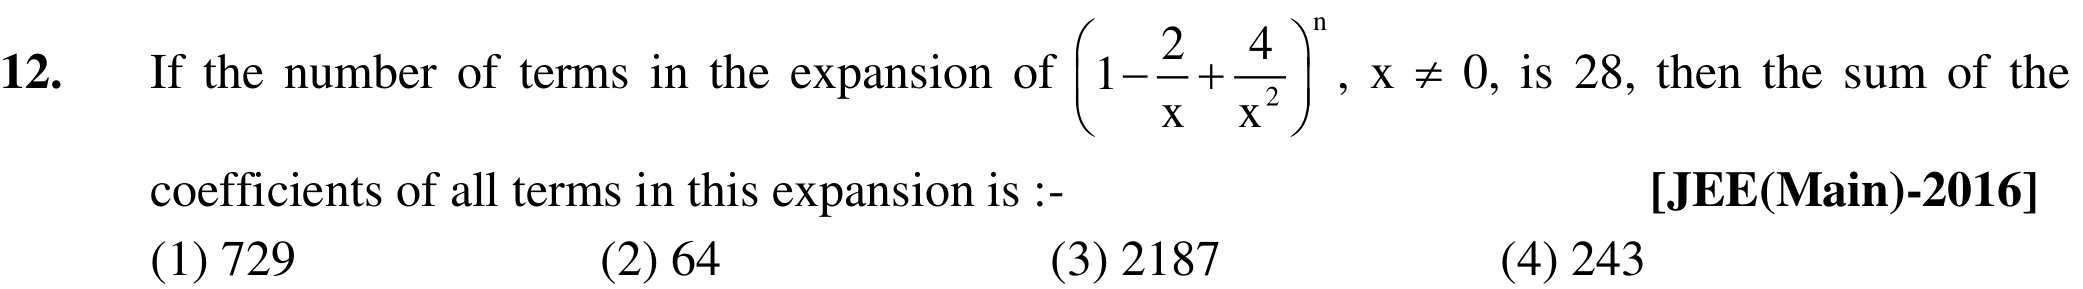 12. If the number of terms in the expansion of (1 − 2/x + 4/x²)ⁿ, x ≠ 0, is 28, then the sum of the
coefficients of all terms in this expansion is :- [JEE(Main)-2016]
(1) 729 (2) 64 (3) 2187 (4) 243